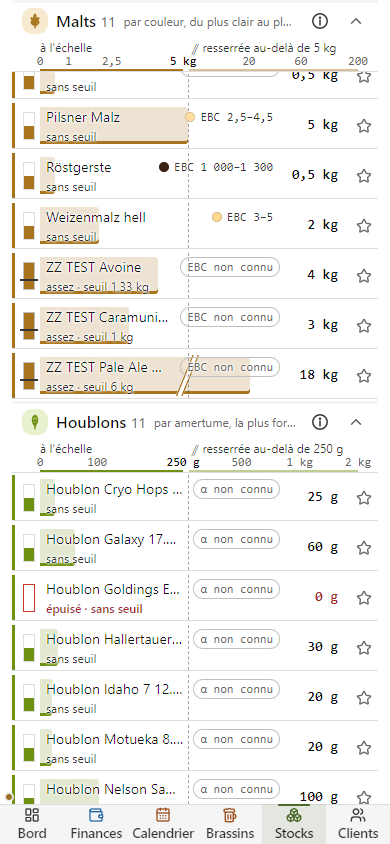 Malts 11 par couleur, du plus clair au pl...
à l'échelle // resserrée au-delà de 5 kg
0 1 2,5 5 kg 20 60 200
sans seuil 0,5 kg
Pilsner Malz EBC 2,5–4,5 5 kg
sans seuil
Röstgerste EBC 1 000–1 300 0,5 kg
sans seuil
Weizenmalz hell EBC 3–5 2 kg
sans seuil
ZZ TEST Avoine EBC non connu 4 kg
assez · seuil 1,33 kg
ZZ TEST Caramuni... EBC non connu 3 kg
assez · seuil 1 kg
ZZ TEST Pale Ale ... EBC non connu 18 kg
assez · seuil 6 kg
Houblons 11 par amertume, la plus for...
à l'échelle // resserrée au-delà de 250 g
0 100 250 g 500 1 kg 2 kg
Houblon Cryo Hops ... α non connu 25 g
sans seuil
Houblon Galaxy 17.... α non connu 60 g
sans seuil
Houblon Goldings E... α non connu 0 g
épuisé · sans seuil
Houblon Hallertauer... α non connu 30 g
sans seuil
Houblon Idaho 7 12.... α non connu 20 g
sans seuil
Houblon Motueka 8.... α non connu 20 g
sans seuil
Houblon Nelson Sa... α non connu 100 g
Bord Finances Calendrier Brassins Stocks Clients